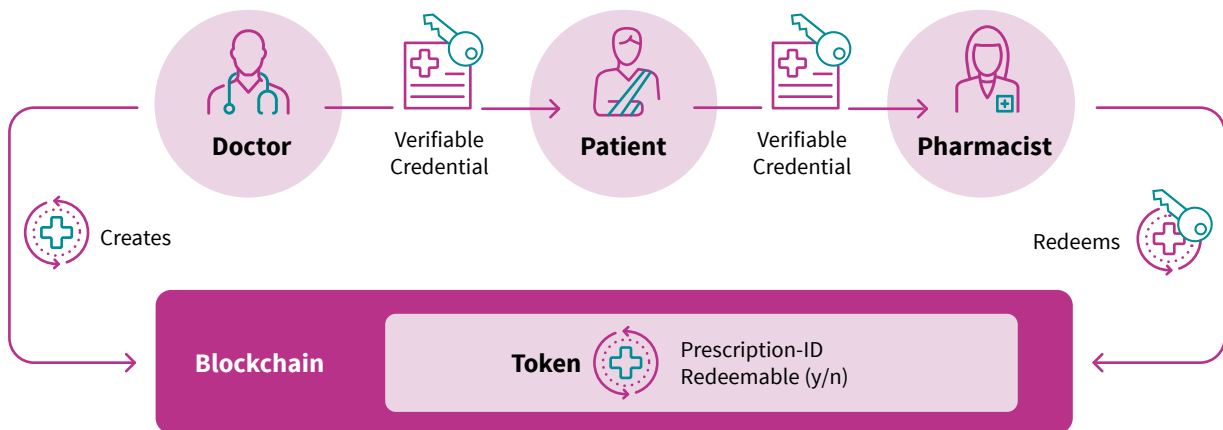 Doctor
Verifiable
Credential
Patient
Verifiable
Credential
Pharmacist
Creates
Redeems
Blockchain
Token
Prescription-ID
Redeemable (y/n)